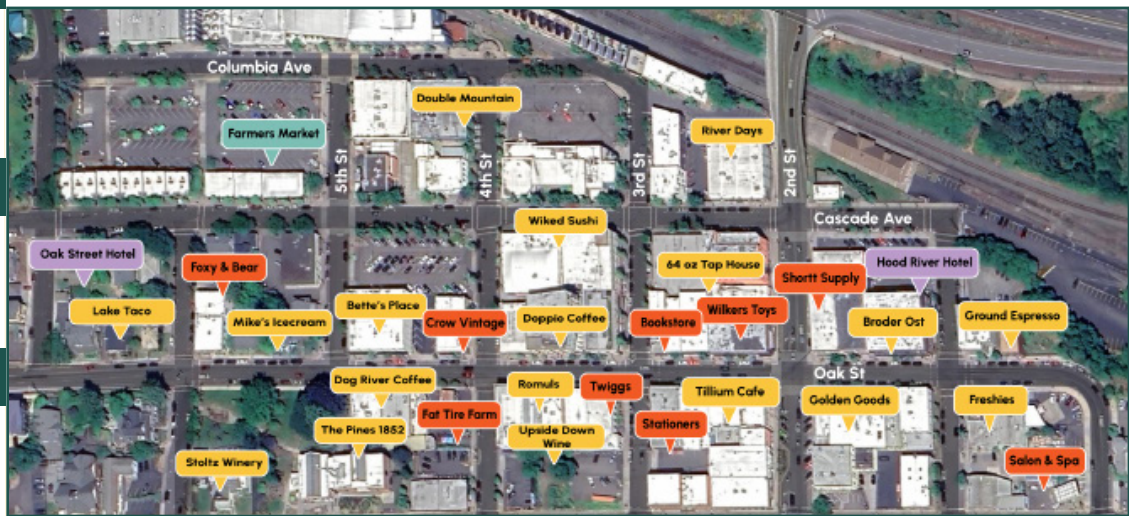 Columbia Ave
Double Mountain
Farmers Market
River Days
5th St
4th St
3rd St
2nd St
Cascade Ave
Wiked Sushi
Oak Street Hotel
Foxy & Bear
64 oz Tap House
Shortt Supply
Hood River Hotel
Lake Taco
Mike's Icecream
Bette's Place
Crow Vintage
Doppio Coffee
Bookstore
Wilkers Toys
Broder Ost
Ground Espresso
Oak St
Dog River Coffee
Romuls
Twiggs
Tillium Cafe
Golden Goods
Freshies
Fat Tire Farm
The Pines 1852
Upside Down
Wine
Stationers
Stoltz Winery
Salon & Spa